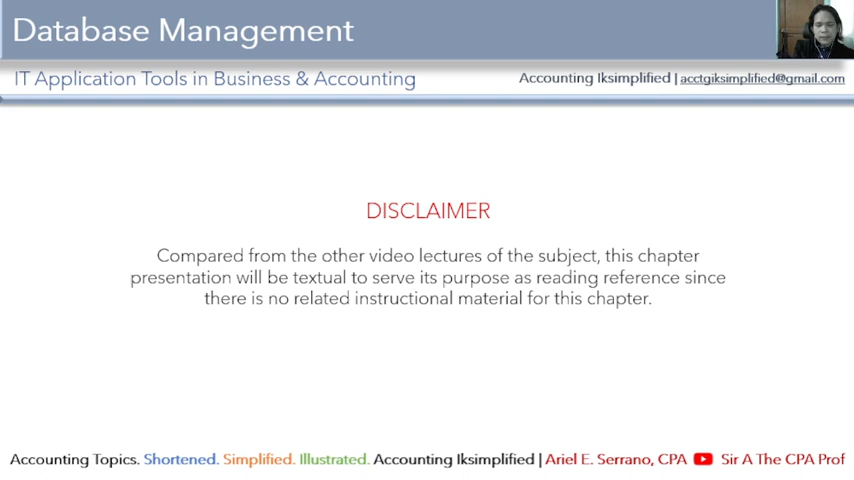 Database Management
IT Application Tools in Business & Accounting
Accounting Iksimplified | acctgiksimplified@gmail.com
DISCLAIMER
Compared from the other video lectures of the subject, this chapter
presentation will be textual to serve its purpose as reading reference since
there is no related instructional material for this chapter.
Accounting Topics. Shortened. Simplified. Illustrated. Accounting Iksimplified | Ariel E. Serrano, CPA Sir A The CPA Prof